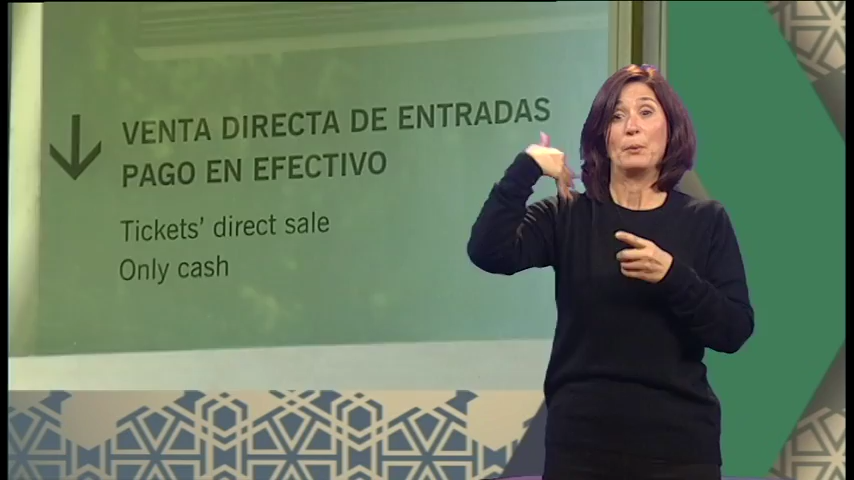 VENTA DIRECTA DE ENTRADAS
PAGO EN EFECTIVO
Tickets’ direct sale
Only cash